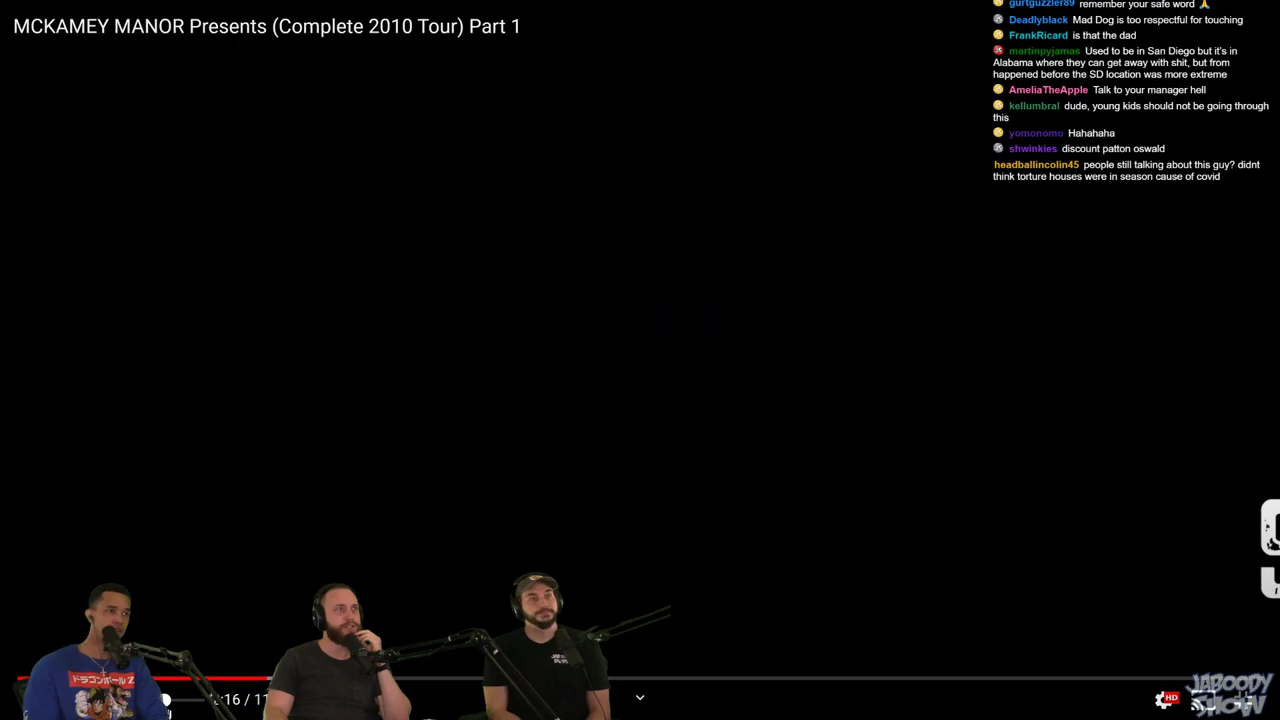 MCKAMEY MANOR Presents (Complete 2010 Tour) Part 1
gurtguzzler89 remember your safe word 🙏
Deadlyblack Mad Dog is too respectful for touching
FrankRicard is that the dad
martinpyjamas Used to be in San Diego but it's in
Alabama where they can get away with shit, but from
happened before the SD location was more extreme
AmeliaTheApple Talk to your manager hell
kellumbral dude, young kids should not be going through
this
yomonomo Hahahaha
shwinkies discount patton oswald
headballincolin45 people still talking about this guy? didnt
think torture houses were in season cause of covid
ドラゴンボールZ
:16 / 11
HD
JABOODY
SHOW